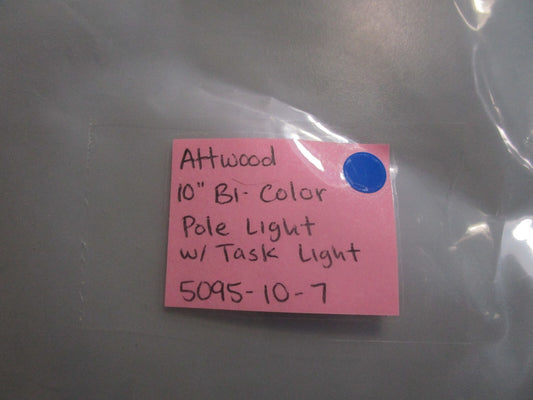 Attwood
10" Bi-Color
Pole Light
w/ Task Light
5095-10-7